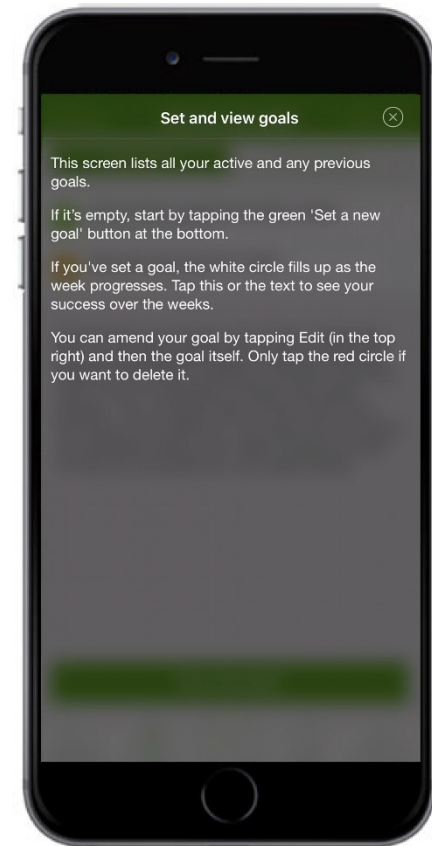 Set and view goals
This screen lists all your active and any previous
goals.
If it’s empty, start by tapping the green 'Set a new
goal' button at the bottom.
If you've set a goal, the white circle fills up as the
week progresses. Tap this or the text to see your
success over the weeks.
You can amend your goal by tapping Edit (in the top
right) and then the goal itself. Only tap the red circle if
you want to delete it.